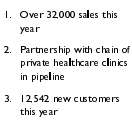 1. Over 32,000 sales this
year
2. Partnership with chain of
private healthcare clinics
in pipeline
3. 12,542 new customers
this year